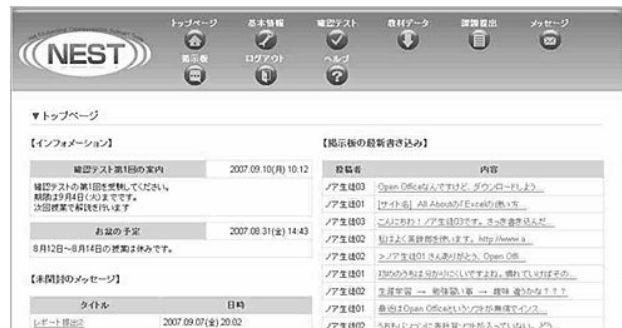 NEST
トップページ 基本情報 確認テスト 教材データ 課題提出 メッセージ
掲示板 ログアウト ヘルプ
▼トップページ
【インフォメーション】
確認テスト第1回の案内 2007.09.10(月) 10:12
確認テストの第1回を受験してください。
期限は9月4日(火)までです。
次回授業で解説を行います
お盆の予定 2007.08.31(金) 14:43
8月12日～8月14日の授業は休みです。
【未開封のメッセージ】
タイトル 日時
レポート提出2 2007.09.07(金) 20:02
【掲示板の最新書き込み】
投稿者 内容
ノア生徒03 Open Officeなんですけど、ダウンロードしよう...
ノア生徒01 [サイト名] All Aboutの「Excelの使い方...
ノア生徒03 こんにちわ！ノア生徒03です。さっき書き込んだ...
ノア生徒02 私はよく英辞郎を使います。http://www.a...
ノア生徒02 >ノア生徒01さんありがとう、Open Offi...
ノア生徒01 初めのうちは分かりにくいですよね。慣れていけばその...
ノア生徒02 生涯学習 → 勉強習い事 → 趣味 違うかな？？？
ノア生徒01 最近はOpen Officeというソフトが無償でインス...
ノア生徒02